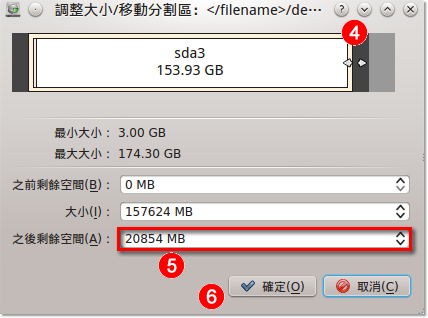 調整大小/移動分割區：</filename>/de…
4
sda3
153.93 GB
最小大小： 3.00 GB
最大大小： 174.30 GB
之前剩餘空間(B)： 0 MB
大小(I)： 157624 MB
之後剩餘空間(A)： 20854 MB
5
6 確定(O) 取消(C)